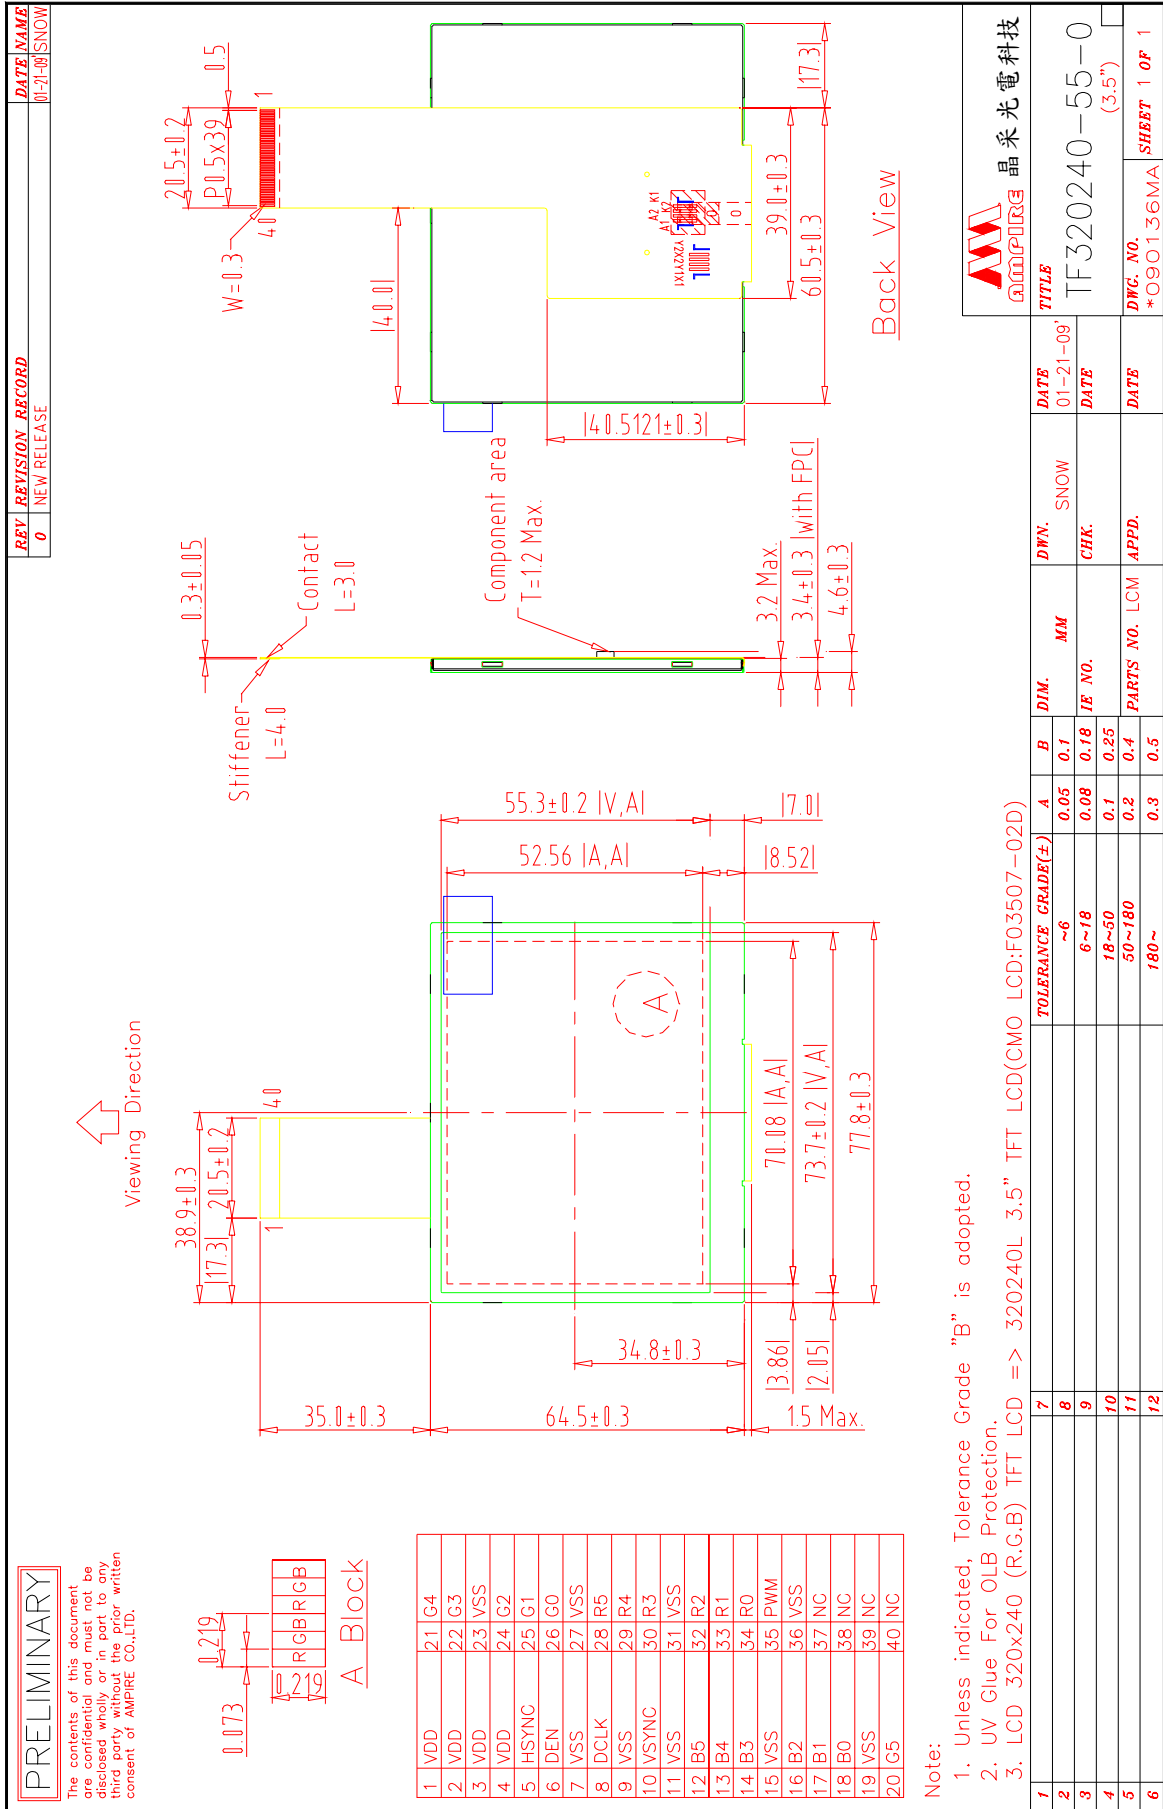 PRELIMINARY
The contents of this document
are confidential and must not be
disclosed wholly or in part to any
third party without the prior written
consent of AMPIRE CO.,LTD.
REV REVISION RECORD DATE NAME
0 NEW RELEASE 01-21-09' SNOW
0.073
0.219
0.219
R G B R G B
A Block
Viewing Direction
38.9±0.3
|17.3|
20.5±0.2
1
40
35.0±0.3
64.5±0.3
1.5 Max.
34.8±0.3
|3.86|
|2.05|
70.08 |A,A|
73.7±0.2 |V,A|
77.8±0.3
A
55.3±0.2 |V,A|
52.56 |A,A|
|7.0|
|8.52|
Stiffener
L=4.0
0.3±0.05
Contact
L=3.0
Component area
T=1.2 Max.
3.2 Max.
3.4±0.3 |with FPC|
4.6±0.3
W=0.3
20.5±0.2
P0.5x39
0.5
40
1
|40.0|
|17.3|
A2 K1
A1 K2
Y2X2Y1X1
39.0±0.3
60.5±0.3
|40.5121±0.3|
Back View
1 VDD 21 G4
2 VDD 22 G3
3 VDD 23 VSS
4 VDD 24 G2
5 HSYNC 25 G1
6 DEN 26 G0
7 VSS 27 VSS
8 DCLK 28 R5
9 VSS 29 R4
10 VSYNC 30 R3
11 VSS 31 VSS
12 B5 32 R2
13 B4 33 R1
14 B3 34 R0
15 VSS 35 PWM
16 B2 36 VSS
17 B1 37 NC
18 B0 38 NC
19 VSS 39 NC
20 G5 40 NC
Note:
1. Unless indicated, Tolerance Grade "B" is adopted.
2. UV Glue For OLB Protection.
3. LCD 320x240 (R.G.B) TFT LCD => 320240L 3.5" TFT LCD(CMO LCD:F03507-02D)
1 7
2 8
3 9
4 10
5 11
6 12
TOLERANCE GRADE(±) A B
~6 0.05 0.1
6~18 0.08 0.18
18~50 0.1 0.25
50~180 0.2 0.4
180~ 0.3 0.5
DIM. MM
IE NO.
PARTS NO. LCM
DWN. SNOW
CHK.
APPD.
DATE 01-21-09'
DATE
DATE
AMPIRE 晶采光電科技
TITLE
TF320240-55-0
(3.5")
DWG. NO.
*090136MA
SHEET 1 OF 1